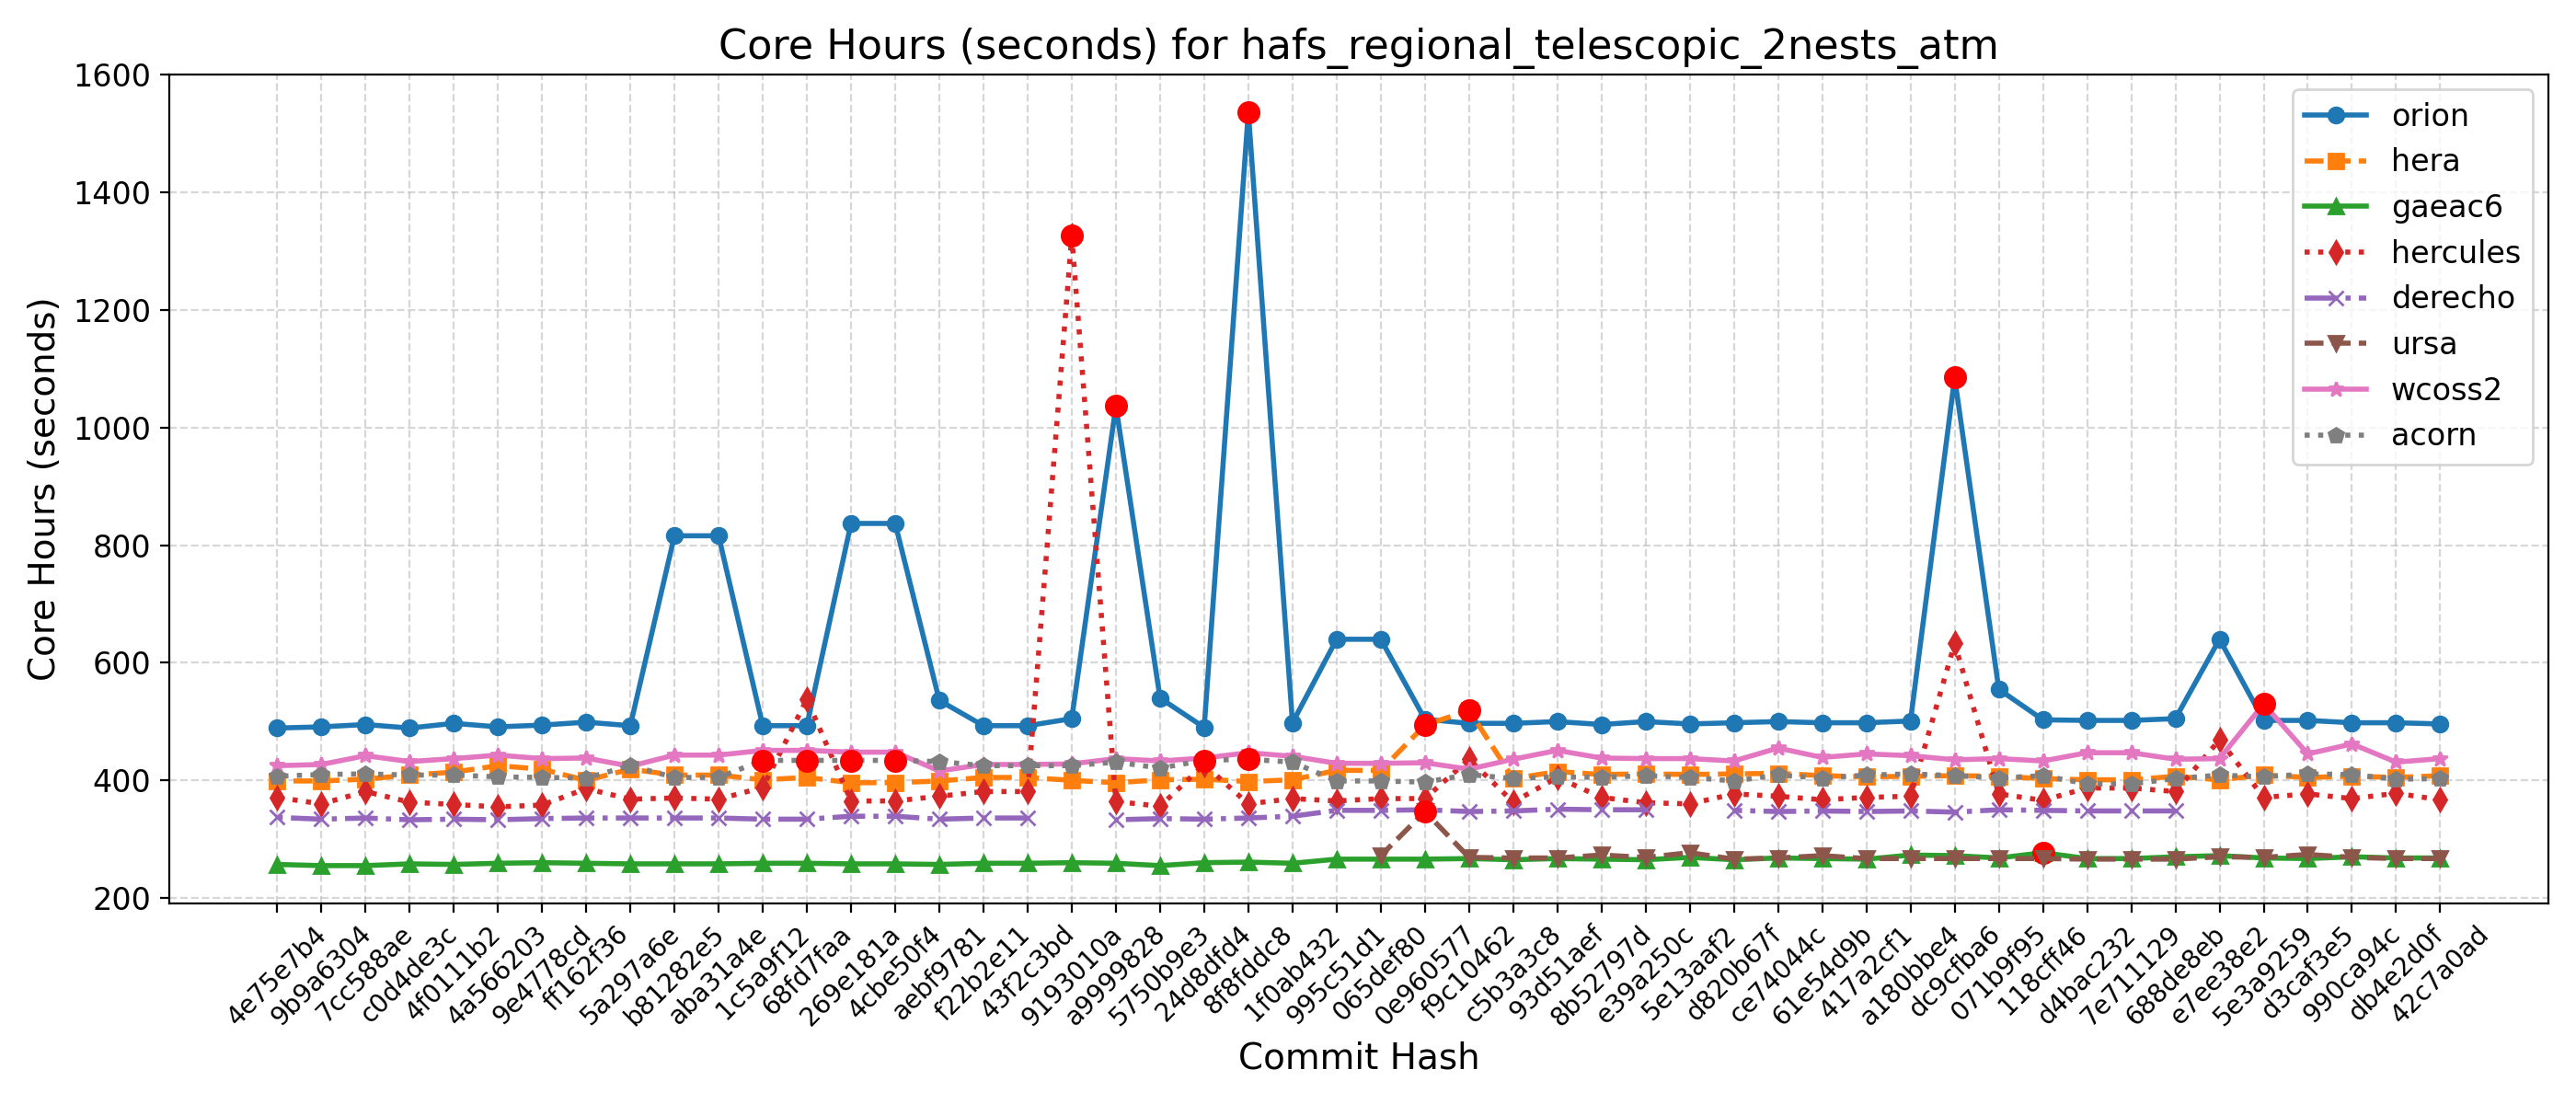 Core Hours (seconds) for hafs_regional_telescopic_2nests_atm
Core Hours (seconds)
1600
1400
1200
1000
800
600
400
200
orion
hera
gaeac6
hercules
derecho
ursa
wcoss2
acorn
4e75e7b4
9b9a6304
7cc588ae
c0d4de3c
4f0111b2
4a566203
9e4778cd
ff162f36
5a297a6e
b81282e5
aba31a4e
1c5a9f12
68fd7faa
269e181a
4cbe50f4
aebf9781
f22b2e11
43f2c3bd
9193010a
a9999828
5750b9e3
24d8dfd4
8f8fddc8
1f0ab432
995c51d1
065def80
0e960577
f9c10462
c5b3a3c8
93d51aef
8b52797d
e39a250c
5e13aaf2
d820b67f
ce74044c
61e54d9b
417a2cf1
a180bbe4
dc9cfba6
071b9f95
118cff46
d4bac232
7e711129
688de8eb
e7ee38e2
5e3a9259
d3caf3e5
990ca94c
db4e2d0f
42c7a0ad
Commit Hash